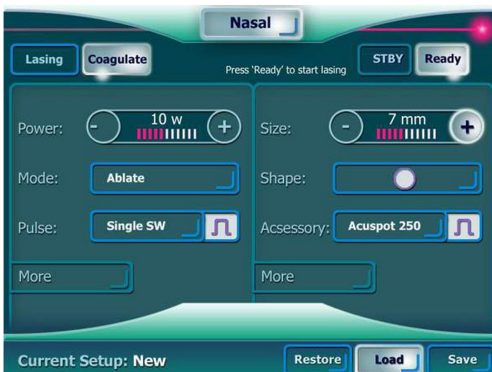 Nasal
Lasing Coagulate Press 'Ready' to start lasing STBY Ready
Power: - 10 w +
Size: - 7 mm +
Mode: Ablate
Shape:
Pulse: Single SW
Acsessory: Acuspot 250
More
More
Current Setup: New Restore Load Save